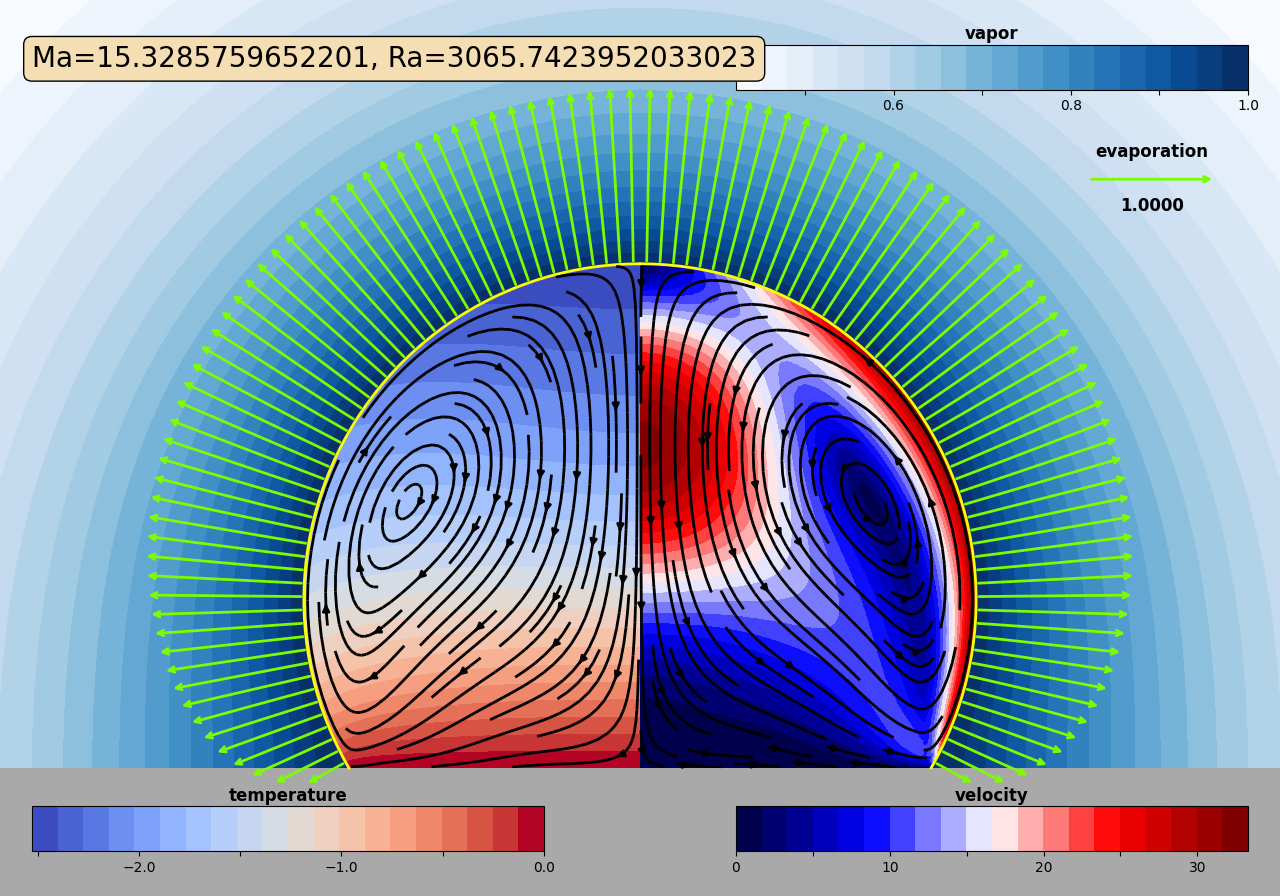 vapor
Ma=15.3285759652201, Ra=3065.7423952033023
0.6 0.8 1.0
evaporation
1.0000
temperature
−2.0 −1.0 0.0
velocity
0 10 20 30